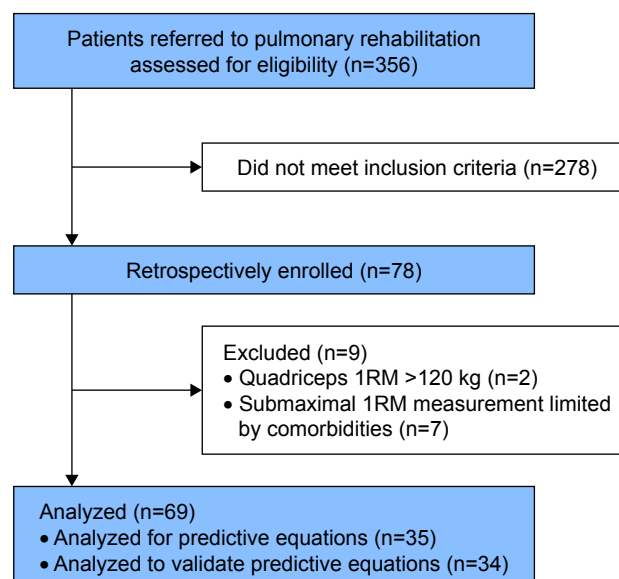 Patients referred to pulmonary rehabilitation
assessed for eligibility (n=356)
Did not meet inclusion criteria (n=278)
Retrospectively enrolled (n=78)
Excluded (n=9)
• Quadriceps 1RM >120 kg (n=2)
• Submaximal 1RM measurement limited
by comorbidities (n=7)
Analyzed (n=69)
• Analyzed for predictive equations (n=35)
• Analyzed to validate predictive equations (n=34)